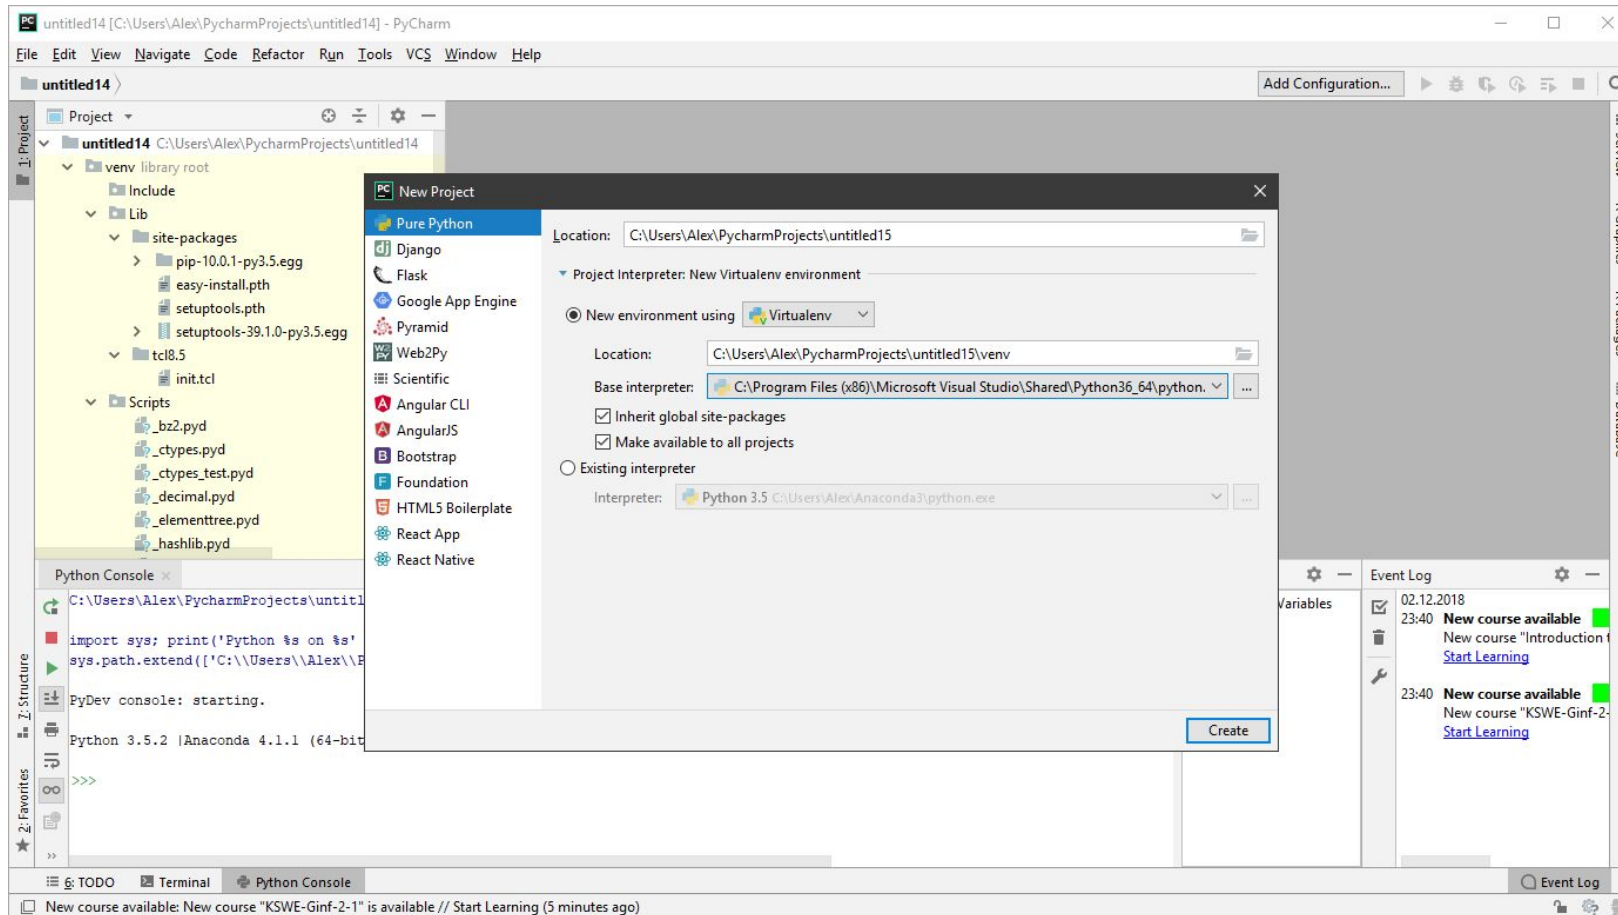 untitled14 [C:\Users\Alex\PycharmProjects\untitled14] - PyCharm
File Edit View Navigate Code Refactor Run Tools VCS Window Help
untitled14
Add Configuration...
1: Project
Project
untitled14 C:\Users\Alex\PycharmProjects\untitled14
venv library root
Include
Lib
site-packages
pip-10.0.1-py3.5.egg
easy-install.pth
setuptools.pth
setuptools-39.1.0-py3.5.egg
tcl8.5
init.tcl
Scripts
_bz2.pyd
_ctypes.pyd
_ctypes_test.pyd
_decimal.pyd
_elementtree.pyd
_hashlib.pyd
New Project
Pure Python
Django
Flask
Google App Engine
Pyramid
Web2Py
Scientific
Angular CLI
AngularJS
Bootstrap
Foundation
HTML5 Boilerplate
React App
React Native
Location: C:\Users\Alex\PycharmProjects\untitled15
Project Interpreter: New Virtualenv environment
New environment using Virtualenv
Location: C:\Users\Alex\PycharmProjects\untitled15\venv
Base interpreter: C:\Program Files (x86)\Microsoft Visual Studio\Shared\Python36_64\python. ...
Inherit global site-packages
Make available to all projects
Existing interpreter
Interpreter: Python 3.5 C:\Users\Alex\Anaconda3\python.exe ...
Create
Python Console
C:\Users\Alex\PycharmProjects\untitl
import sys; print('Python %s on %s'
sys.path.extend(['C:\\Users\\Alex\\P
PyDev console: starting.
Python 3.5.2 |Anaconda 4.1.1 (64-bit
>>>
Variables
Event Log
02.12.2018
23:40 New course available
New course "Introduction t
Start Learning
23:40 New course available
New course "KSWE-Ginf-2-
Start Learning
7: Structure
2: Favorites
6: TODO Terminal Python Console Event Log
New course available: New course "KSWE-Ginf-2-1" is available // Start Learning (5 minutes ago)